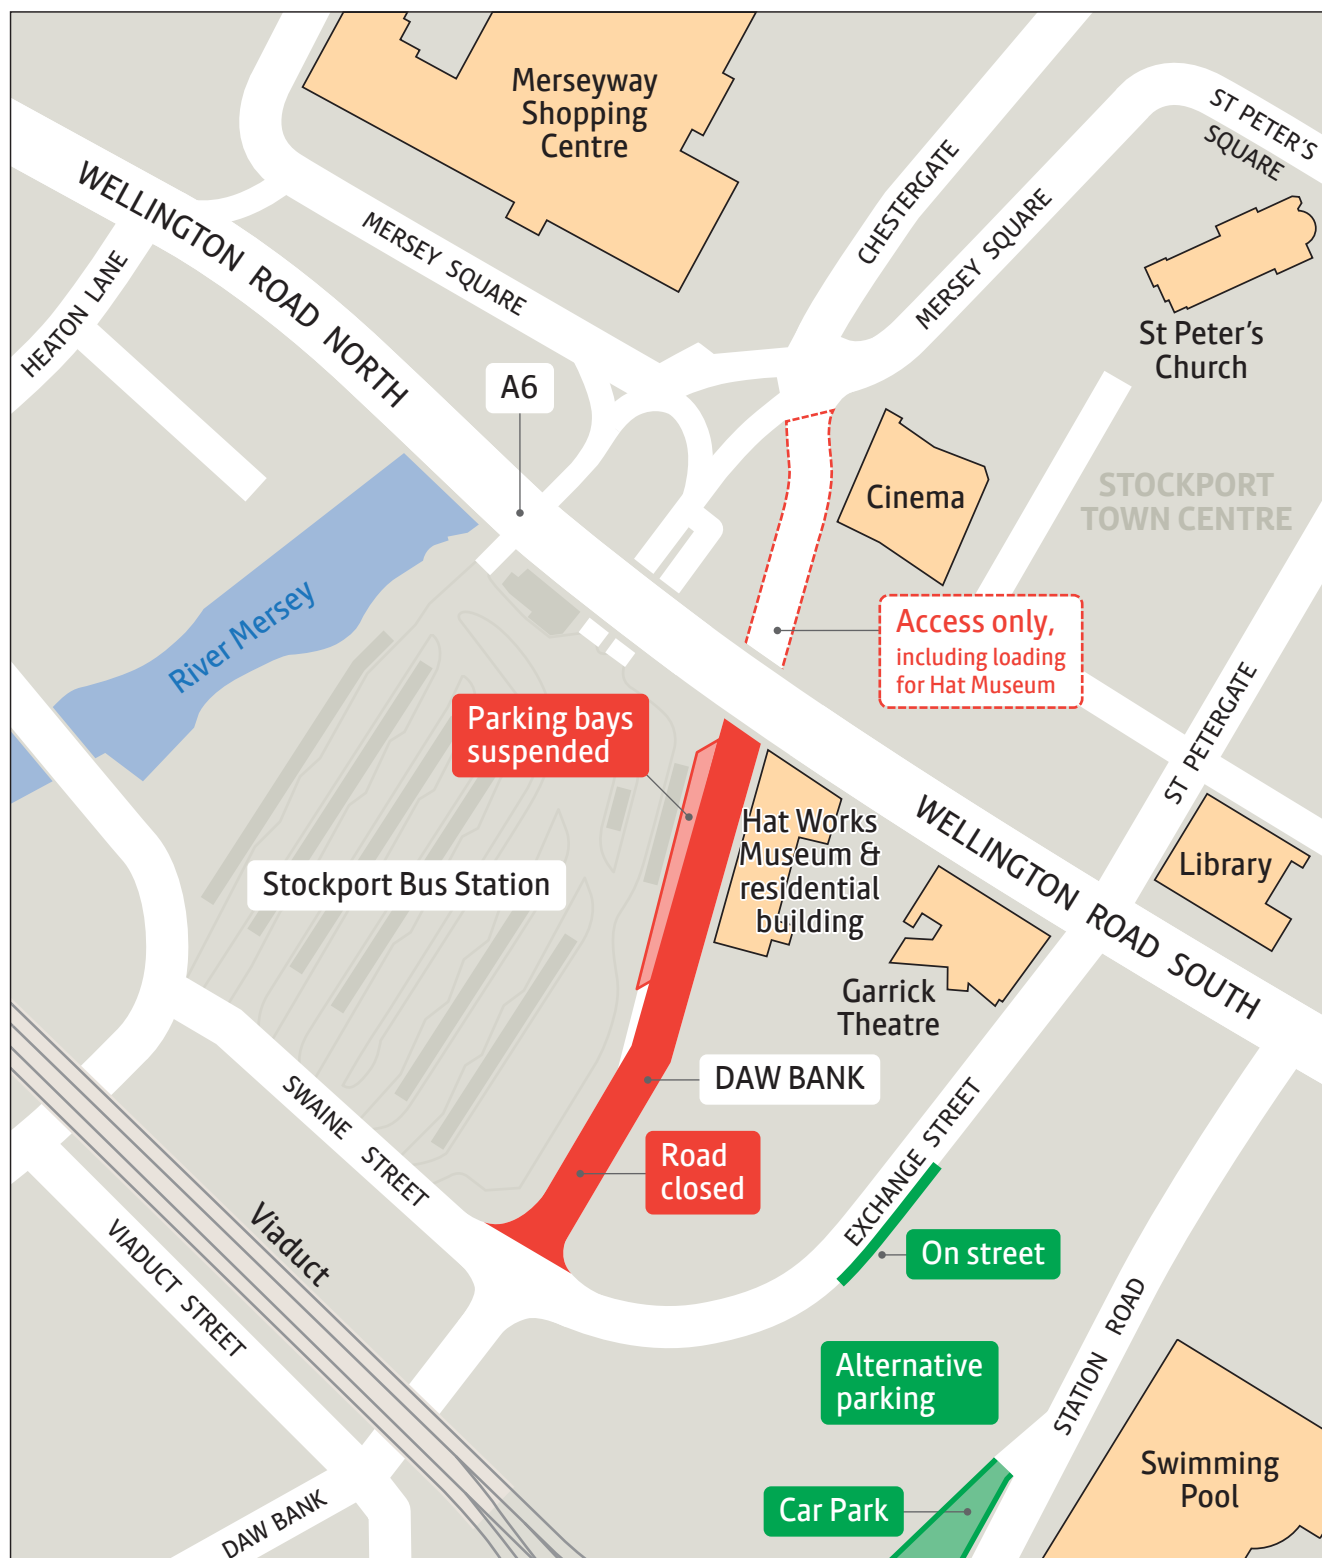 Merseyway
Shopping
Centre
ST PETER'S
SQUARE
CHESTERGATE
WELLINGTON ROAD NORTH
MERSEY SQUARE
MERSEY SQUARE
HEATON LANE
St Peter's
Church
A6
Cinema
STOCKPORT
TOWN CENTRE
River Mersey
Access only,
including loading
for Hat Museum
Parking bays
suspended
ST PETERGATE
Hat Works
Museum &
residential
building
WELLINGTON ROAD SOUTH
Library
Stockport Bus Station
Garrick
Theatre
DAW BANK
SWAINE STREET
EXCHANGE STREET
Road
closed
Viaduct
VIADUCT STREET
On street
STATION ROAD
Alternative
parking
Swimming
Pool
Car Park
DAW BANK